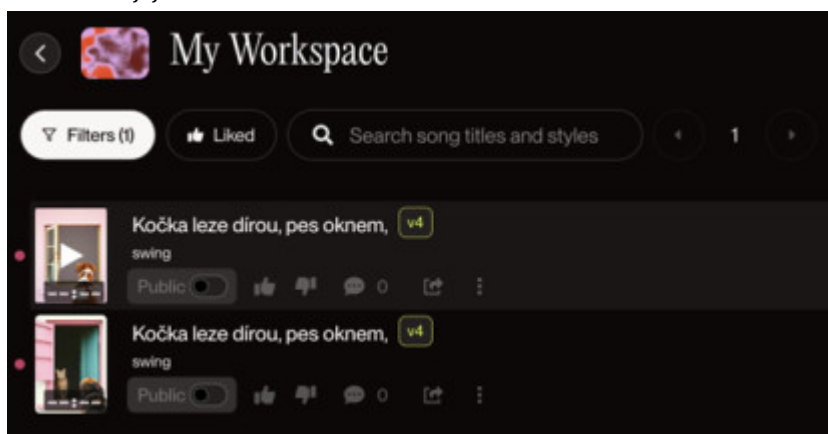 My Workspace
Filters (1) Liked Search song titles and styles 1
Kočka leze dírou, pes oknem, v4
swing
Public 0
Kočka leze dírou, pes oknem, v4
swing
Public 0